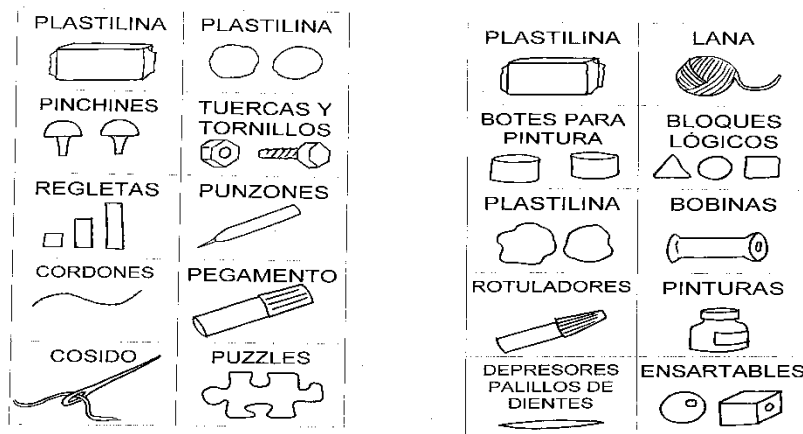 PLASTILINA
PLASTILINA
PINCHINES
TUERCAS Y
TORNILLOS
REGLETAS
PUNZONES
CORDONES
PEGAMENTO
COSIDO
PUZZLES
PLASTILINA
LANA
BOTES PARA
PINTURA
BLOQUES
LÓGICOS
PLASTILINA
BOBINAS
ROTULADORES
PINTURAS
DEPRESORES
PALILLOS DE
DIENTES
ENSARTABLES